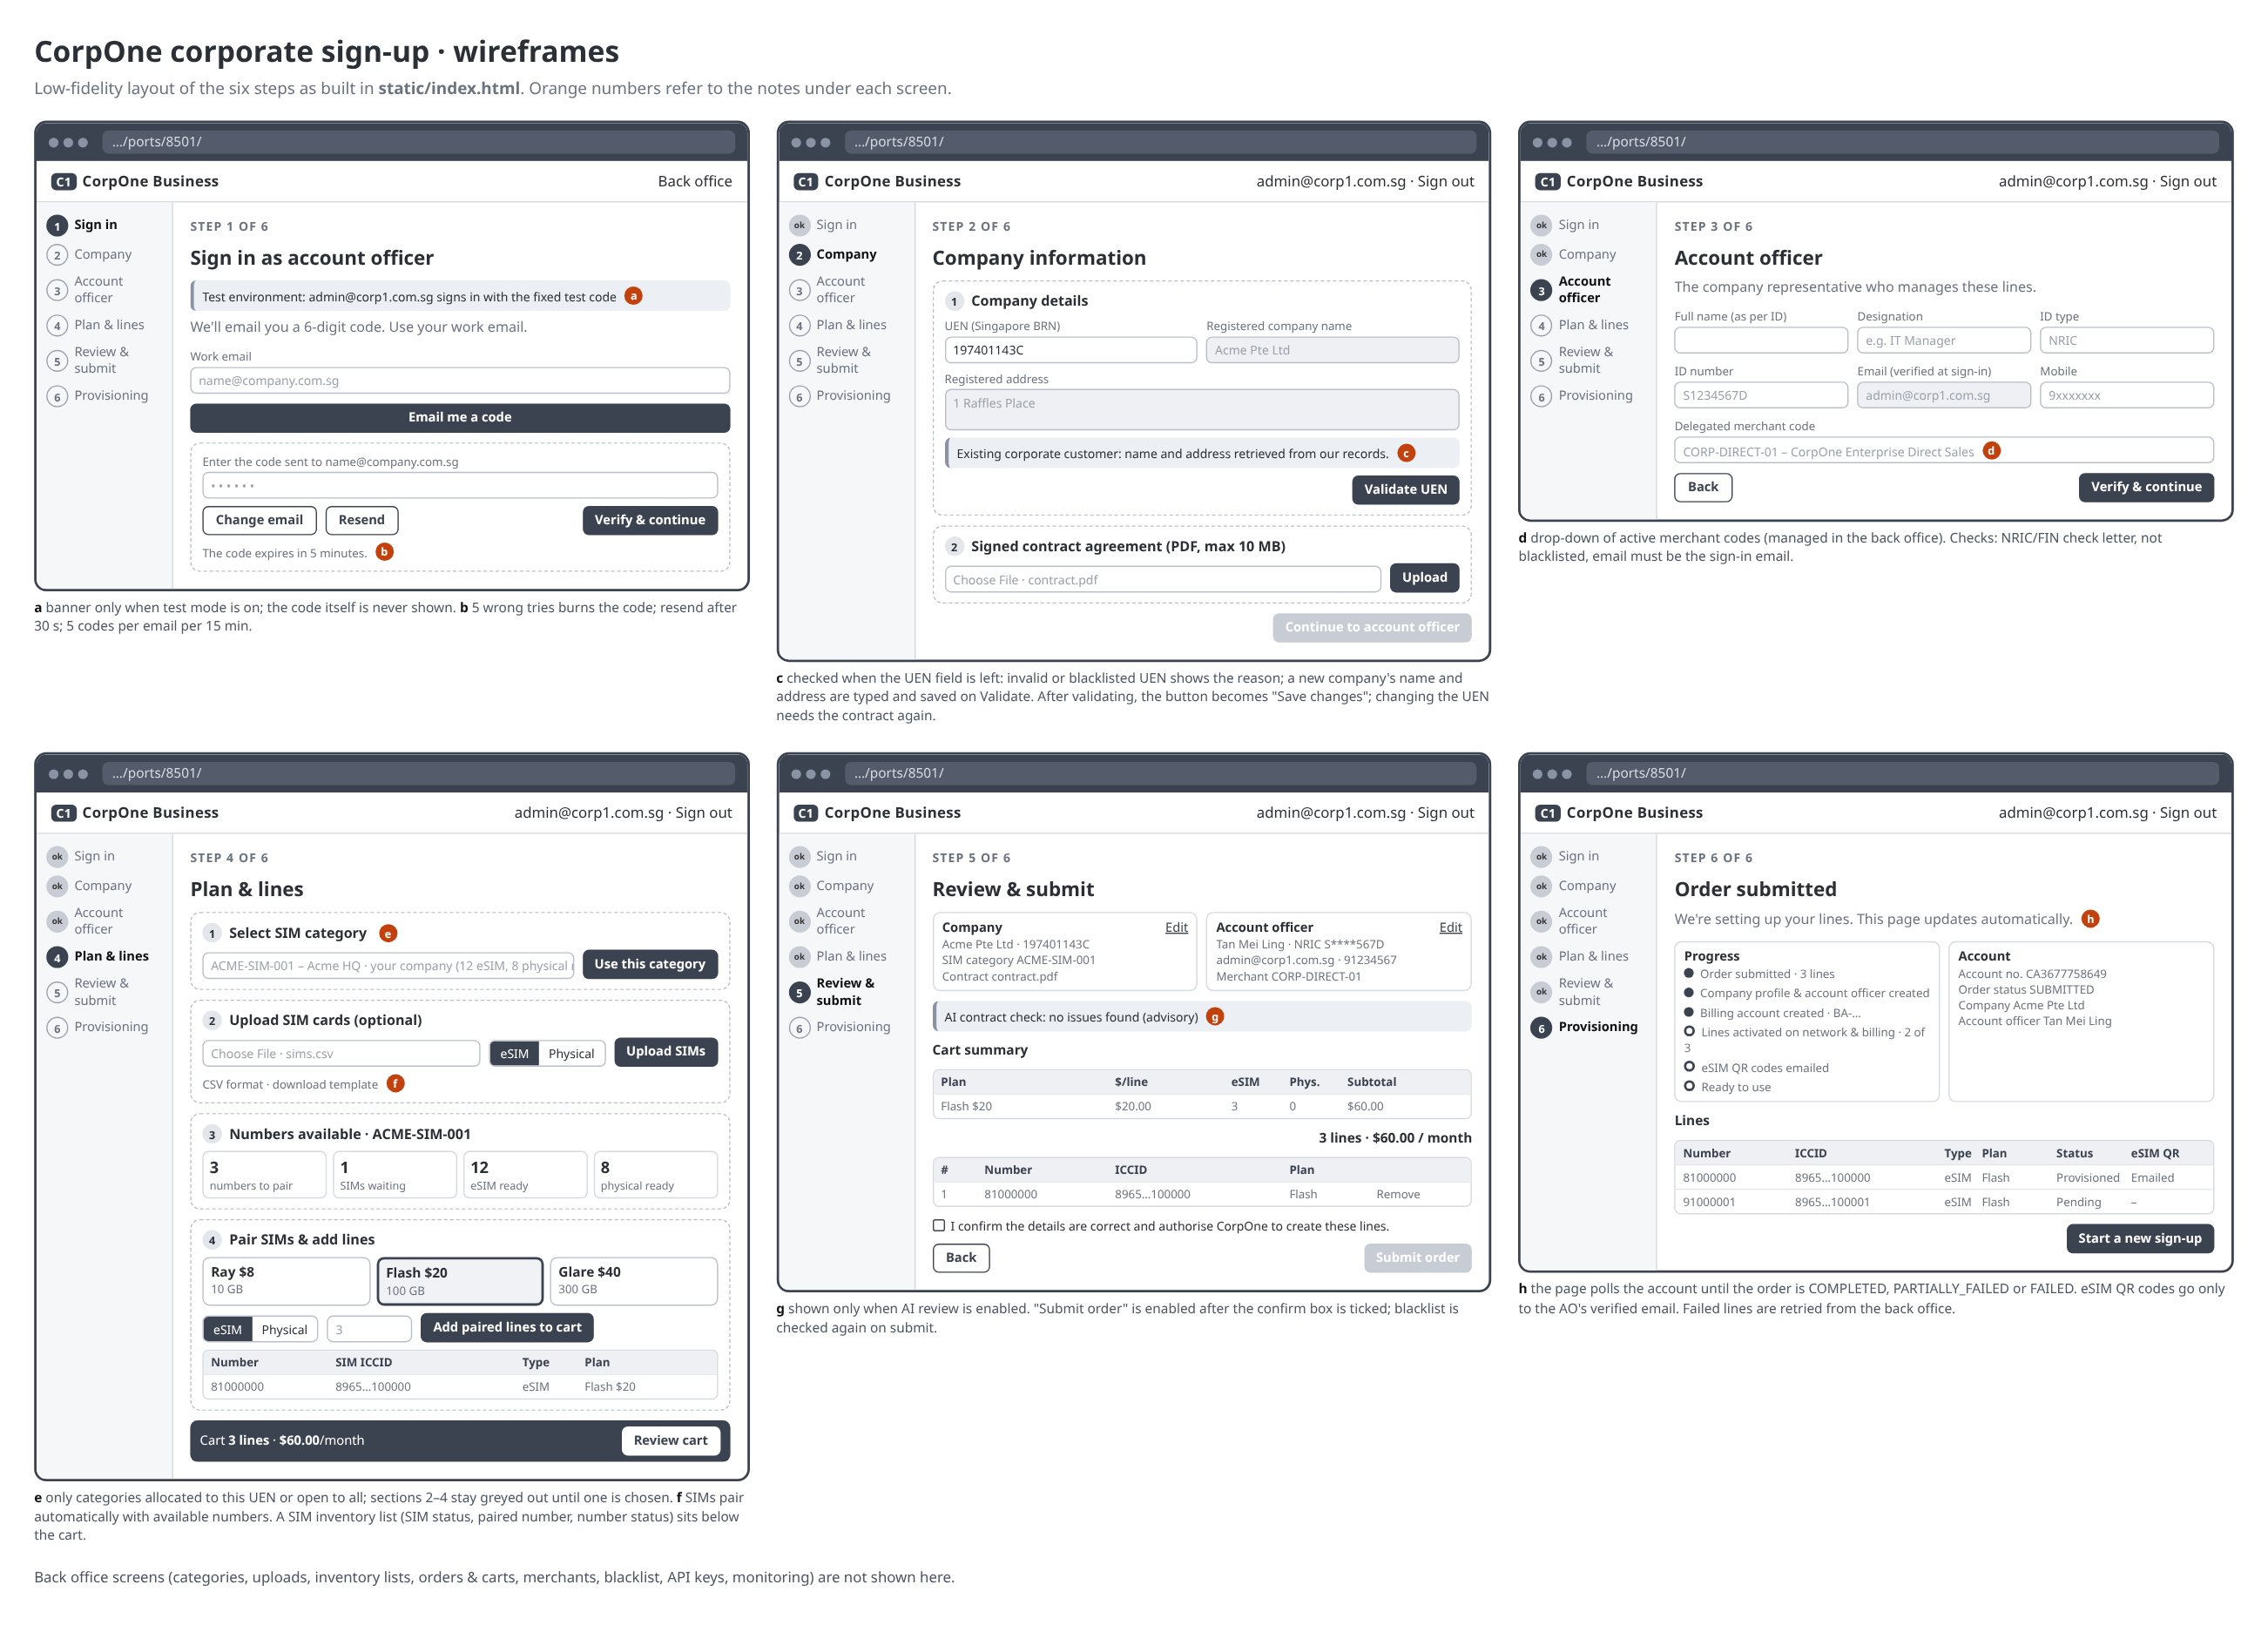 CorpOne corporate sign-up · wireframes
Low-fidelity layout of the six steps as built in static/index.html. Orange numbers refer to the notes under each screen.
.../ports/8501/
C1 CorpOne Business
Back office
1 Sign in
2 Company
3 Account
officer
4 Plan & lines
5 Review &
submit
6 Provisioning
STEP 1 OF 6
Sign in as account officer
Test environment: admin@corp1.com.sg signs in with the fixed test code a
We'll email you a 6-digit code. Use your work email.
Work email
name@company.com.sg
Email me a code
Enter the code sent to name@company.com.sg
• • • • • •
Change email Resend Verify & continue
The code expires in 5 minutes. b
a banner only when test mode is on; the code itself is never shown. b 5 wrong tries burns the code; resend after
30 s; 5 codes per email per 15 min.
.../ports/8501/
C1 CorpOne Business
admin@corp1.com.sg · Sign out
ok Sign in
2 Company
3 Account
officer
4 Plan & lines
5 Review &
submit
6 Provisioning
STEP 2 OF 6
Company information
1 Company details
UEN (Singapore BRN) Registered company name
197401143C Acme Pte Ltd
Registered address
1 Raffles Place
Existing corporate customer: name and address retrieved from our records. c
Validate UEN
2 Signed contract agreement (PDF, max 10 MB)
Choose File · contract.pdf Upload
Continue to account officer
c checked when the UEN field is left: invalid or blacklisted UEN shows the reason; a new company's name and
address are typed and saved on Validate. After validating, the button becomes "Save changes"; changing the UEN
needs the contract again.
.../ports/8501/
C1 CorpOne Business
admin@corp1.com.sg · Sign out
ok Sign in
ok Company
3 Account
officer
4 Plan & lines
5 Review &
submit
6 Provisioning
STEP 3 OF 6
Account officer
The company representative who manages these lines.
Full name (as per ID) Designation ID type
e.g. IT Manager NRIC
ID number Email (verified at sign-in) Mobile
S1234567D admin@corp1.com.sg 9xxxxxxx
Delegated merchant code
CORP-DIRECT-01 – CorpOne Enterprise Direct Sales d
Back Verify & continue
d drop-down of active merchant codes (managed in the back office). Checks: NRIC/FIN check letter, not
blacklisted, email must be the sign-in email.
.../ports/8501/
C1 CorpOne Business
admin@corp1.com.sg · Sign out
ok Sign in
ok Company
ok Account
officer
4 Plan & lines
5 Review &
submit
6 Provisioning
STEP 4 OF 6
Plan & lines
1 Select SIM category e
ACME-SIM-001 – Acme HQ · your company (12 eSIM, 8 physical Use this category
2 Upload SIM cards (optional)
Choose File · sims.csv eSIM Physical Upload SIMs
CSV format · download template f
3 Numbers available · ACME-SIM-001
3 1 12 8
numbers to pair SIMs waiting eSIM ready physical ready
4 Pair SIMs & add lines
Ray $8 Flash $20 Glare $40
10 GB 100 GB 300 GB
eSIM Physical 3 Add paired lines to cart
Number SIM ICCID Type Plan
81000000 8965…100000 eSIM Flash $20
Cart 3 lines · $60.00/month Review cart
e only categories allocated to this UEN or open to all; sections 2–4 stay greyed out until one is chosen. f SIMs pair
automatically with available numbers. A SIM inventory list (SIM status, paired number, number status) sits below
the cart.
.../ports/8501/
C1 CorpOne Business
admin@corp1.com.sg · Sign out
ok Sign in
ok Company
ok Account
officer
ok Plan & lines
5 Review &
submit
6 Provisioning
STEP 5 OF 6
Review & submit
Company Edit
Acme Pte Ltd · 197401143C
SIM category ACME-SIM-001
Contract contract.pdf
Account officer Edit
Tan Mei Ling · NRIC S****567D
admin@corp1.com.sg · 91234567
Merchant CORP-DIRECT-01
AI contract check: no issues found (advisory) g
Cart summary
Plan $/line eSIM Phys. Subtotal
Flash $20 $20.00 3 0 $60.00
3 lines · $60.00 / month
# Number ICCID Plan
1 81000000 8965…100000 Flash Remove
I confirm the details are correct and authorise CorpOne to create these lines.
Back Submit order
g shown only when AI review is enabled. "Submit order" is enabled after the confirm box is ticked; blacklist is
checked again on submit.
.../ports/8501/
C1 CorpOne Business
admin@corp1.com.sg · Sign out
ok Sign in
ok Company
ok Account
officer
ok Plan & lines
ok Review &
submit
6 Provisioning
STEP 6 OF 6
Order submitted
We're setting up your lines. This page updates automatically. h
Progress
Order submitted · 3 lines
Company profile & account officer created
Billing account created · BA-…
Lines activated on network & billing · 2 of
3
eSIM QR codes emailed
Ready to use
Account
Account no. CA3677758649
Order status SUBMITTED
Company Acme Pte Ltd
Account officer Tan Mei Ling
Lines
Number ICCID Type Plan Status eSIM QR
81000000 8965…100000 eSIM Flash Provisioned Emailed
91000001 8965…100001 eSIM Flash Pending –
Start a new sign-up
h the page polls the account until the order is COMPLETED, PARTIALLY_FAILED or FAILED. eSIM QR codes go only
to the AO's verified email. Failed lines are retried from the back office.
Back office screens (categories, uploads, inventory lists, orders & carts, merchants, blacklist, API keys, monitoring) are not shown here.